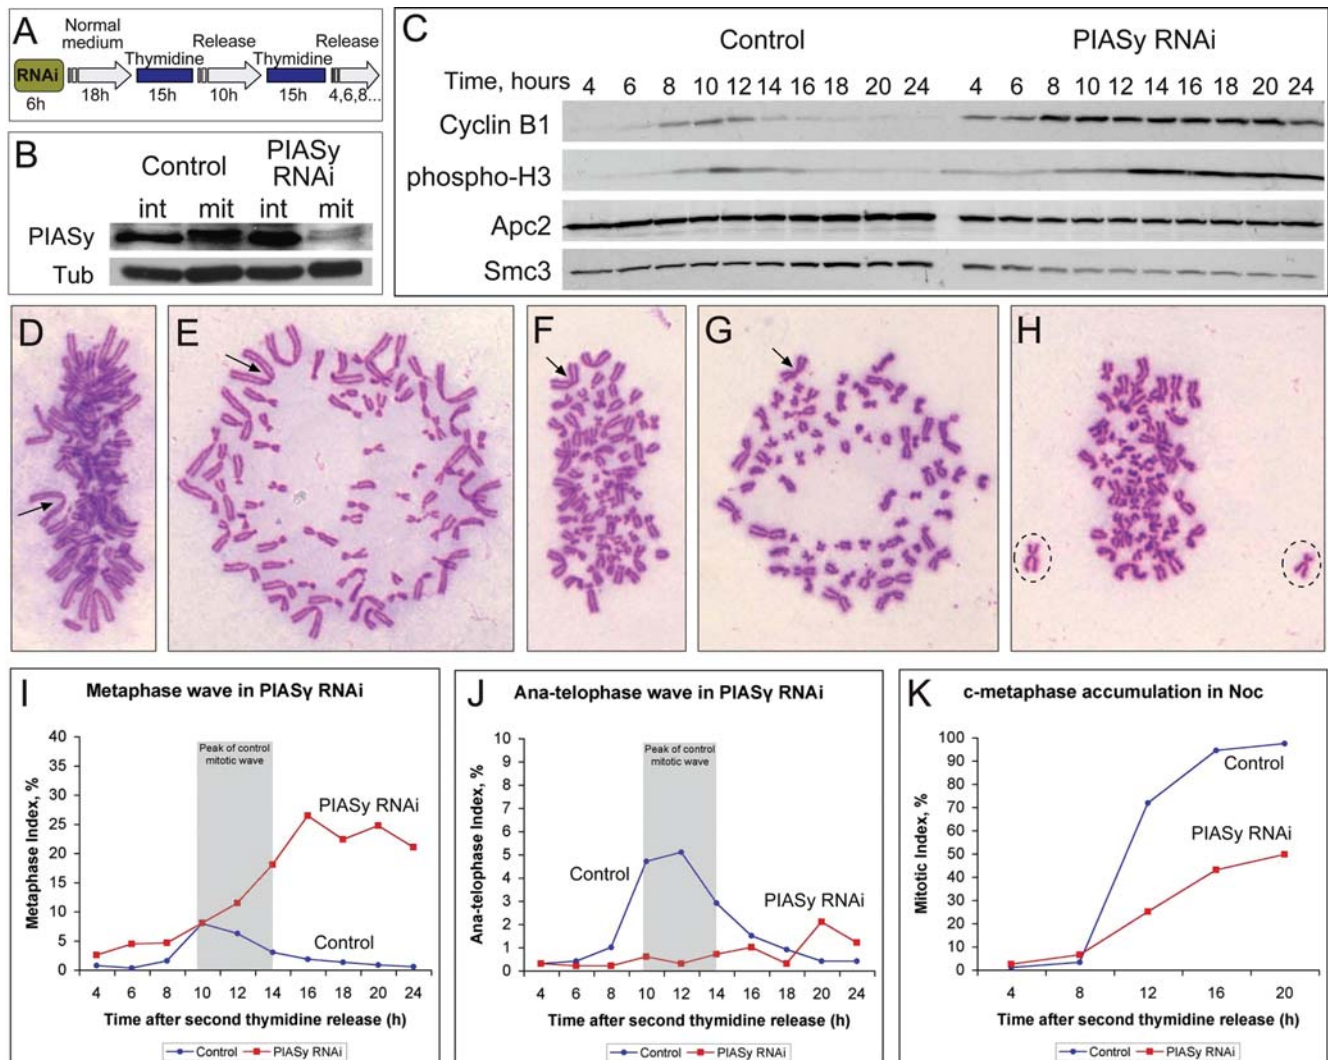 A
Normal
medium
Release
Release
Thymidine
Thymidine
RNAi
6h
18h
15h
10h
15h
4,6,8...
B
Control
PIASy
RNAi
int
mit
int
mit
PIASy
Tub
C
Control
PIASy RNAi
Time, hours
4 6 8 10 12 14 16 18 20 24
4 6 8 10 12 14 16 18 20 24
Cyclin B1
phospho-H3
Apc2
Smc3
D
E
F
G
H
I
Metaphase wave in PIASγ RNAi
Metaphase Index, %
40
35
30
25
20
15
10
5
0
Peak of control
mitotic wave
PIASy RNAi
Control
4 6 8 10 12 14 16 18 20 24
Time after second thymidine release (h)
Control
PIASy RNAi
J
Ana-telophase wave in PIASγ RNAi
Ana-telophase Index, %
10
9
8
7
6
5
4
3
2
1
0
Peak of control
mitotic wave
Control
PIASy RNAi
4 6 8 10 12 14 16 18 20 24
Time after second thymidine release (h)
Control
PIASy RNAi
K
c-metaphase accumulation in Noc
Mitotic Index, %
100
90
80
70
60
50
40
30
20
10
0
Control
PIASy RNAi
4 8 12 16 20
Time after second thymidine release (h)
Control
PIASy RNAi